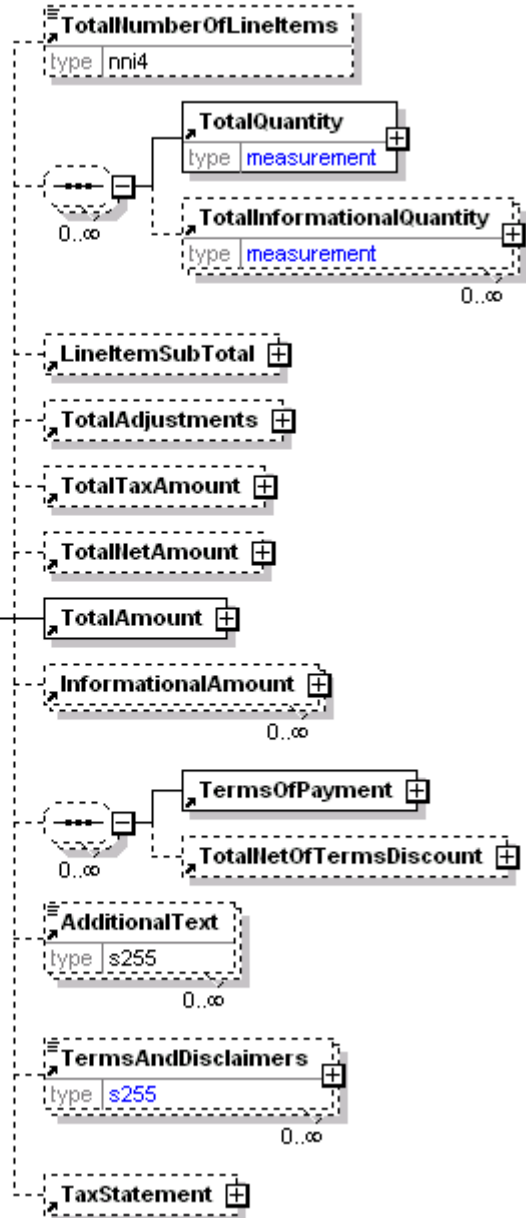 TotalNumberOfLineItems
type nni4
TotalQuantity
type measurement
TotalInformationalQuantity
type measurement
0..∞
0..∞
LineItemSubTotal
TotalAdjustments
TotalTaxAmount
TotalNetAmount
TotalAmount
InformationalAmount
0..∞
TermsOfPayment
TotalNetOfTermsDiscount
0..∞
AdditionalText
type s255
0..∞
TermsAndDisclaimers
type s255
0..∞
TaxStatement